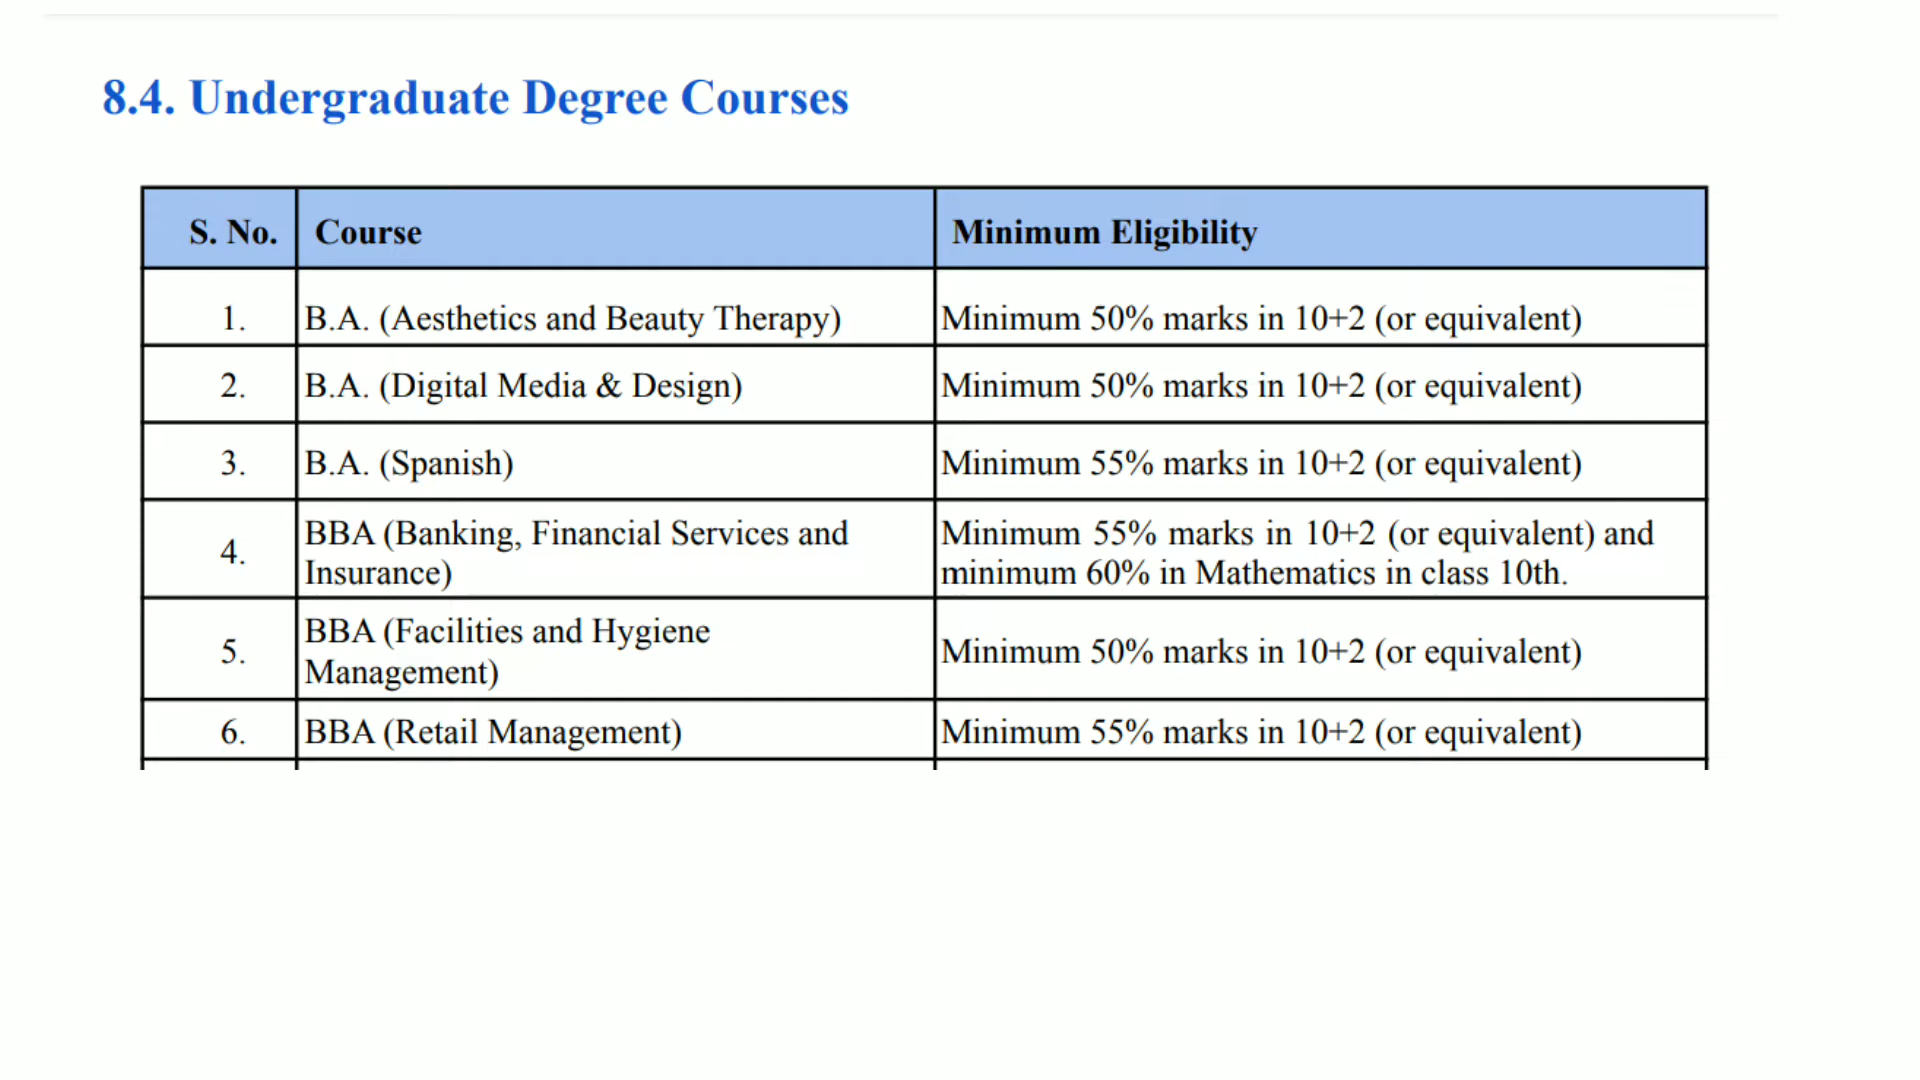 8.4. Undergraduate Degree Courses
S. No. Course Minimum Eligibility
1. B.A. (Aesthetics and Beauty Therapy) Minimum 50% marks in 10+2 (or equivalent)
2. B.A. (Digital Media & Design) Minimum 50% marks in 10+2 (or equivalent)
3. B.A. (Spanish) Minimum 55% marks in 10+2 (or equivalent)
4. BBA (Banking, Financial Services and
Insurance) Minimum 55% marks in 10+2 (or equivalent) and
minimum 60% in Mathematics in class 10th.
5. BBA (Facilities and Hygiene
Management) Minimum 50% marks in 10+2 (or equivalent)
6. BBA (Retail Management) Minimum 55% marks in 10+2 (or equivalent)